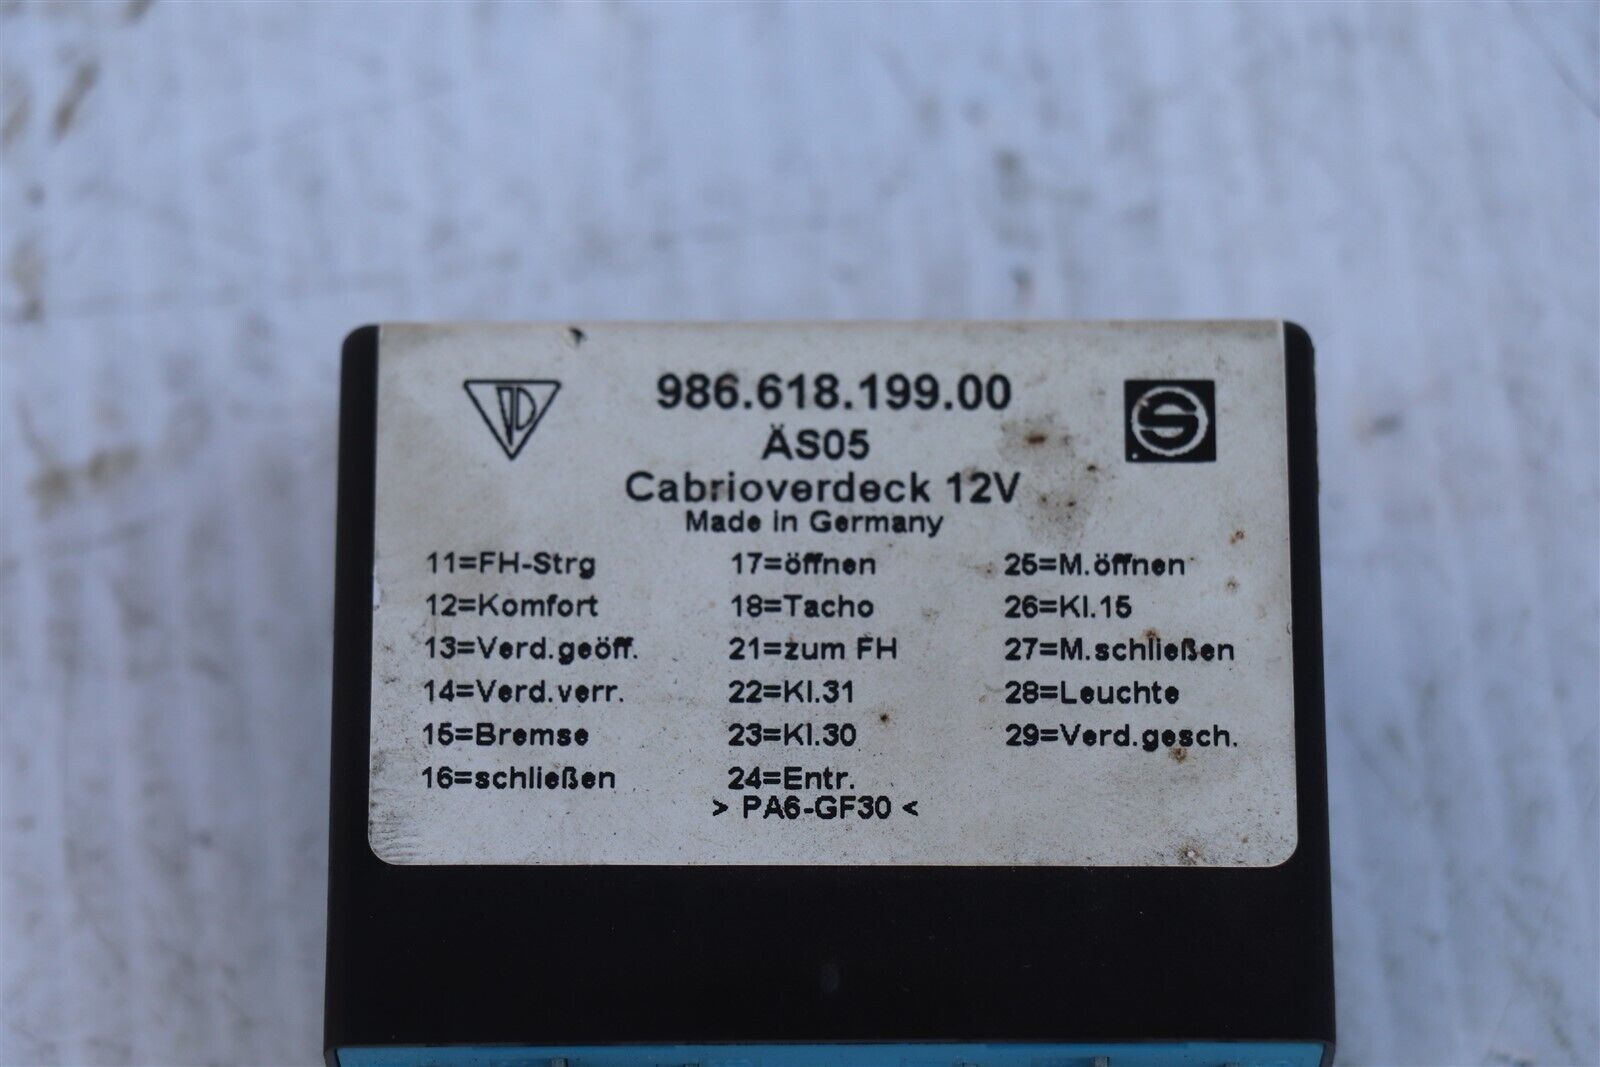 986.618.199.00
ÄS05
Cabrioverdeck 12V
Made in Germany
11=FH-Strg 17=öffnen 25=M.öffnen
12=Komfort 18=Tacho 26=Kl.15
13=Verd.geöff. 21=zum FH 27=M.schließen
14=Verd.verr. 22=Kl.31 28=Leuchte
15=Bremse 23=Kl.30 29=Verd.gesch.
16=schließen 24=Entr.
> PA6-GF30 <